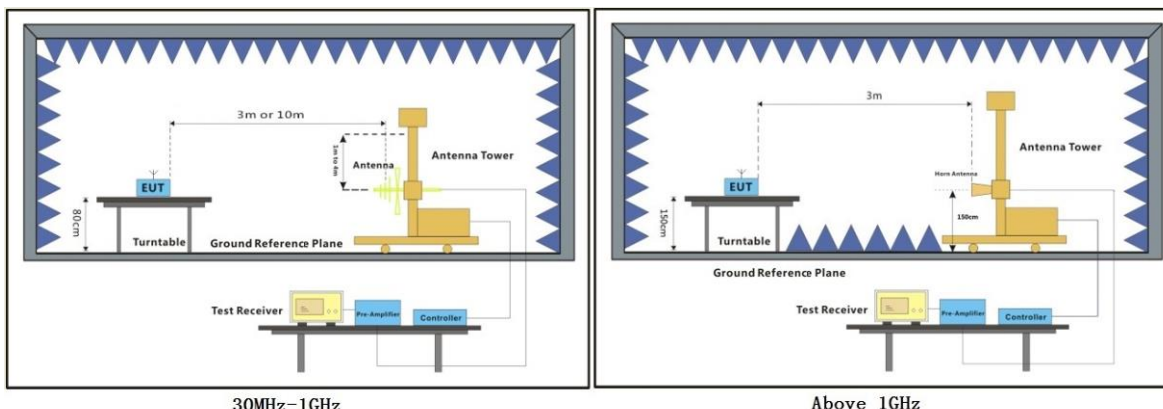 3m or 10m
1m to 4m
Antenna
Antenna Tower
EUT
80cm
Turntable
Ground Reference Plane
Test Receiver
Pre-Amplifier
Controller
30MHz-1GHz
3m
Antenna Tower
Horn Antenna
EUT
150cm
150cm
Turntable
Ground Reference Plane
Test Receiver
Pre-Amplifier
Controller
Above 1GHz